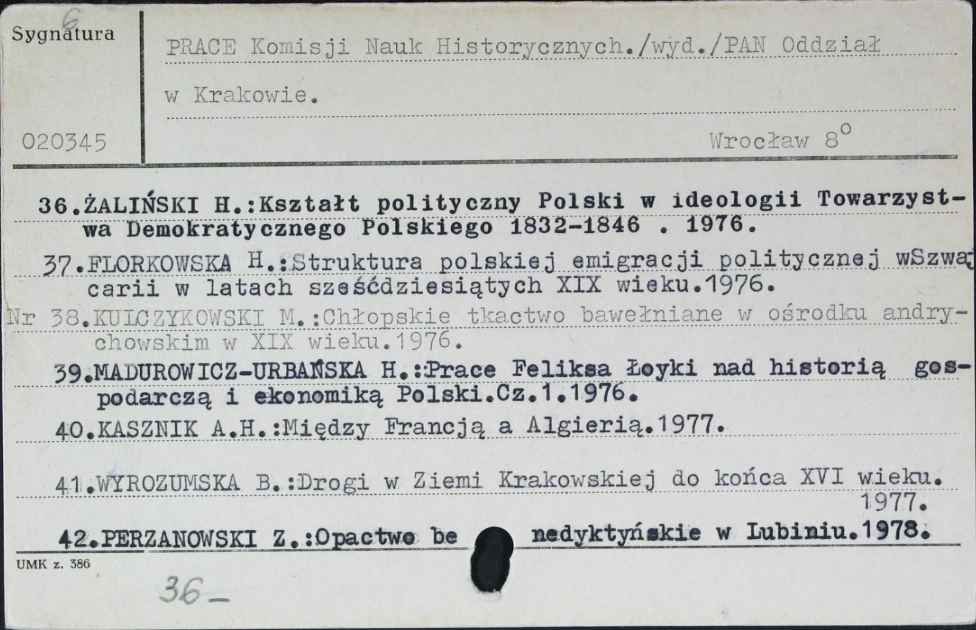 6
Sygnatura
PRACE Komisji Nauk Historycznych./wyd./PAN Oddział
w Krakowie.
020345
Wrocław 8°
36.ŻALIŃSKI H.:Kształt polityczny Polski w ideologii Towarzyst-
wa Demokratycznego Polskiego 1832-1846 . 1976.
37.FLORKOWSKA H.:Struktura polskiej emigracji politycznej wSzwaj
carii w latach sześćdziesiątych XIX wieku.1976.
Nr 38.KULCZYKOWSKI M.:Chłopskie tkactwo bawełniane w ośrodku andry-
chowskim w XIX wieku.1976.
39.MADUROWICZ-URBAŃSKA H.:Prace Feliksa Łoyki nad historią gos-
podarczą i ekonomiką Polski.Cz.1.1976.
40.KASZNIK A.H.:Między Francją a Algierią.1977.
41.WYROZUMSKA B.:Drogi w Ziemi Krakowskiej do końca XVI wieku.
1977.
42.PERZANOWSKI Z.:Opactwo be nedyktyńskie w Lubiniu.1978.
UMK z. 386
36-